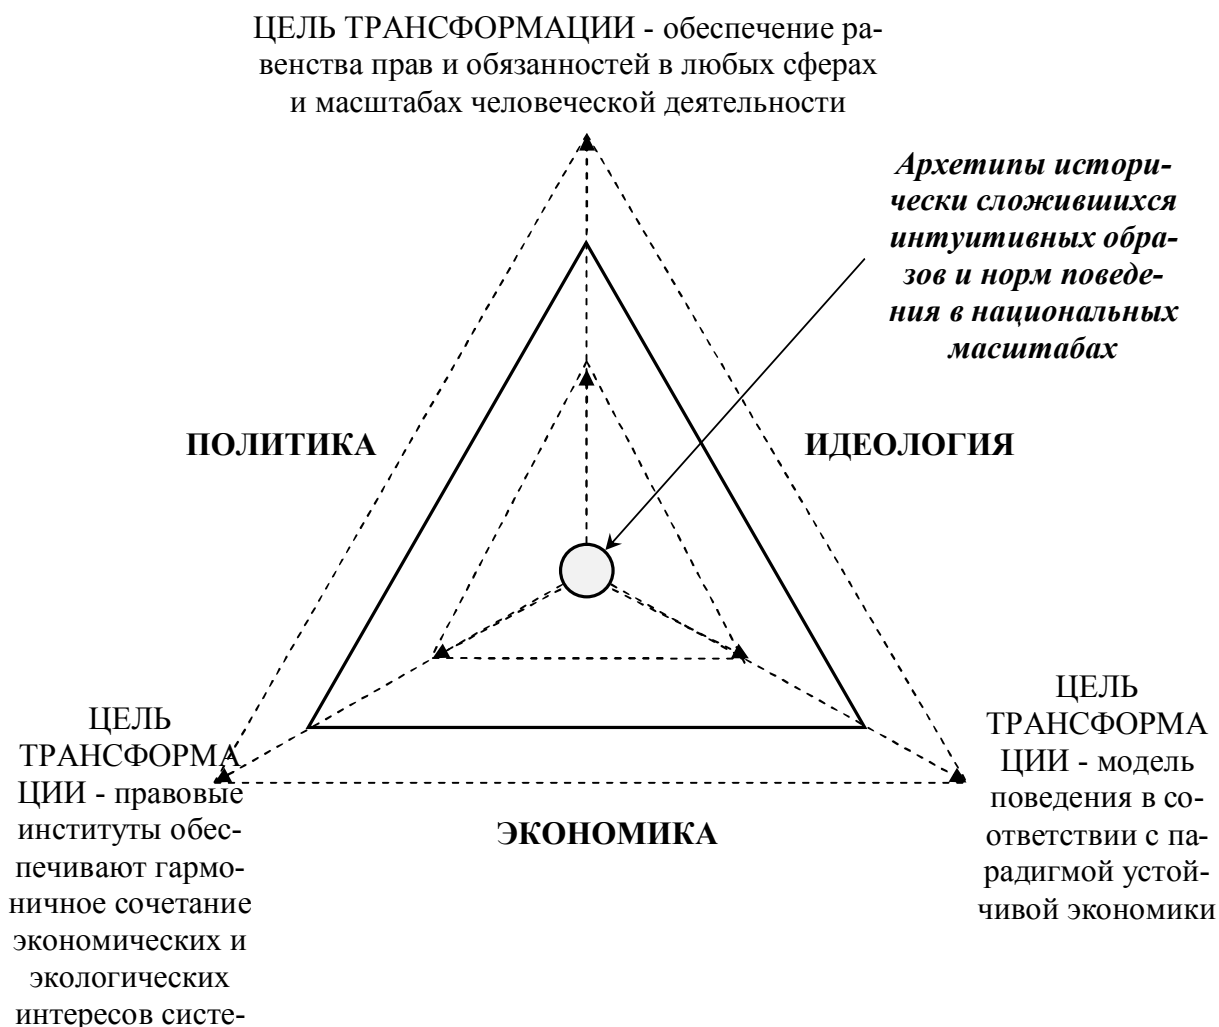 ЦЕЛЬ ТРАНСФОРМАЦИИ - обеспечение ра-
венства прав и обязанностей в любых сферах
и масштабах человеческой деятельности
Архетипы истори-
чески сложившихся
интуитивных обра-
зов и норм поведе-
ния в национальных
масштабах
ПОЛИТИКА
ИДЕОЛОГИЯ
ЦЕЛЬ
ТРАНСФОРМА
ЦИИ - правовые
институты обес-
печивают гармо-
ничное сочетание
экономических и
экологических
интересов систе-
ЭКОНОМИКА
ЦЕЛЬ
ТРАНСФОРМА
ЦИИ - модель
поведения в со-
ответствии с па-
радигмой устой-
чивой экономики